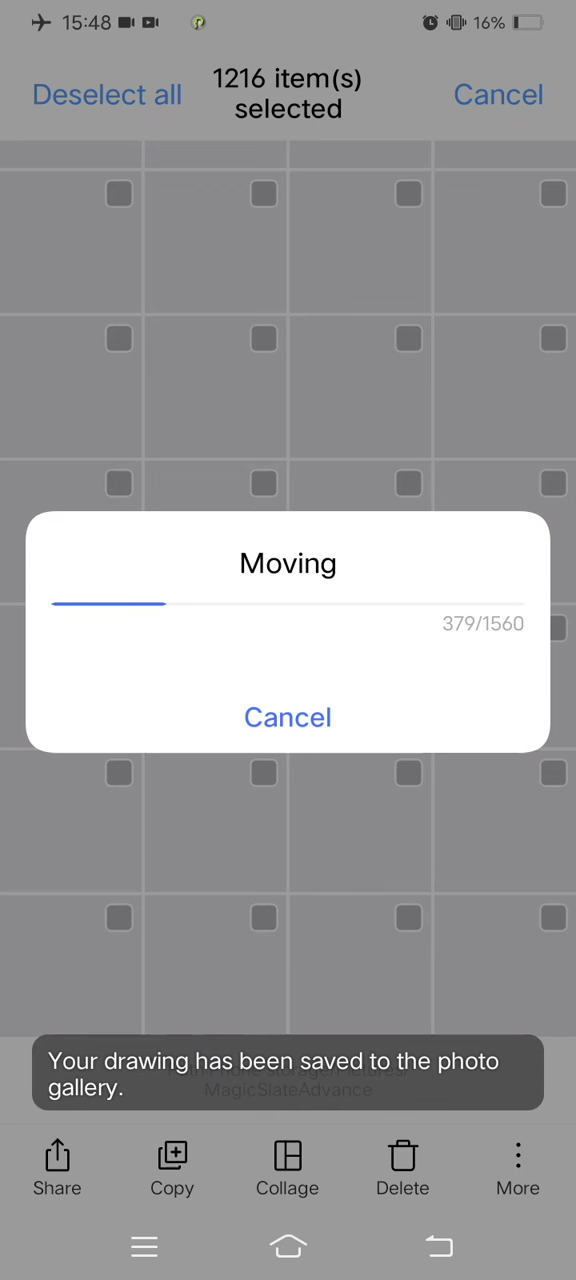 15:48
16%
Deselect all
1216 item(s)
selected
Cancel
Moving
379/1560
Cancel
Your drawing has been saved to the photo
gallery.
MagicSlateAdvance
Share
Copy
Collage
Delete
More